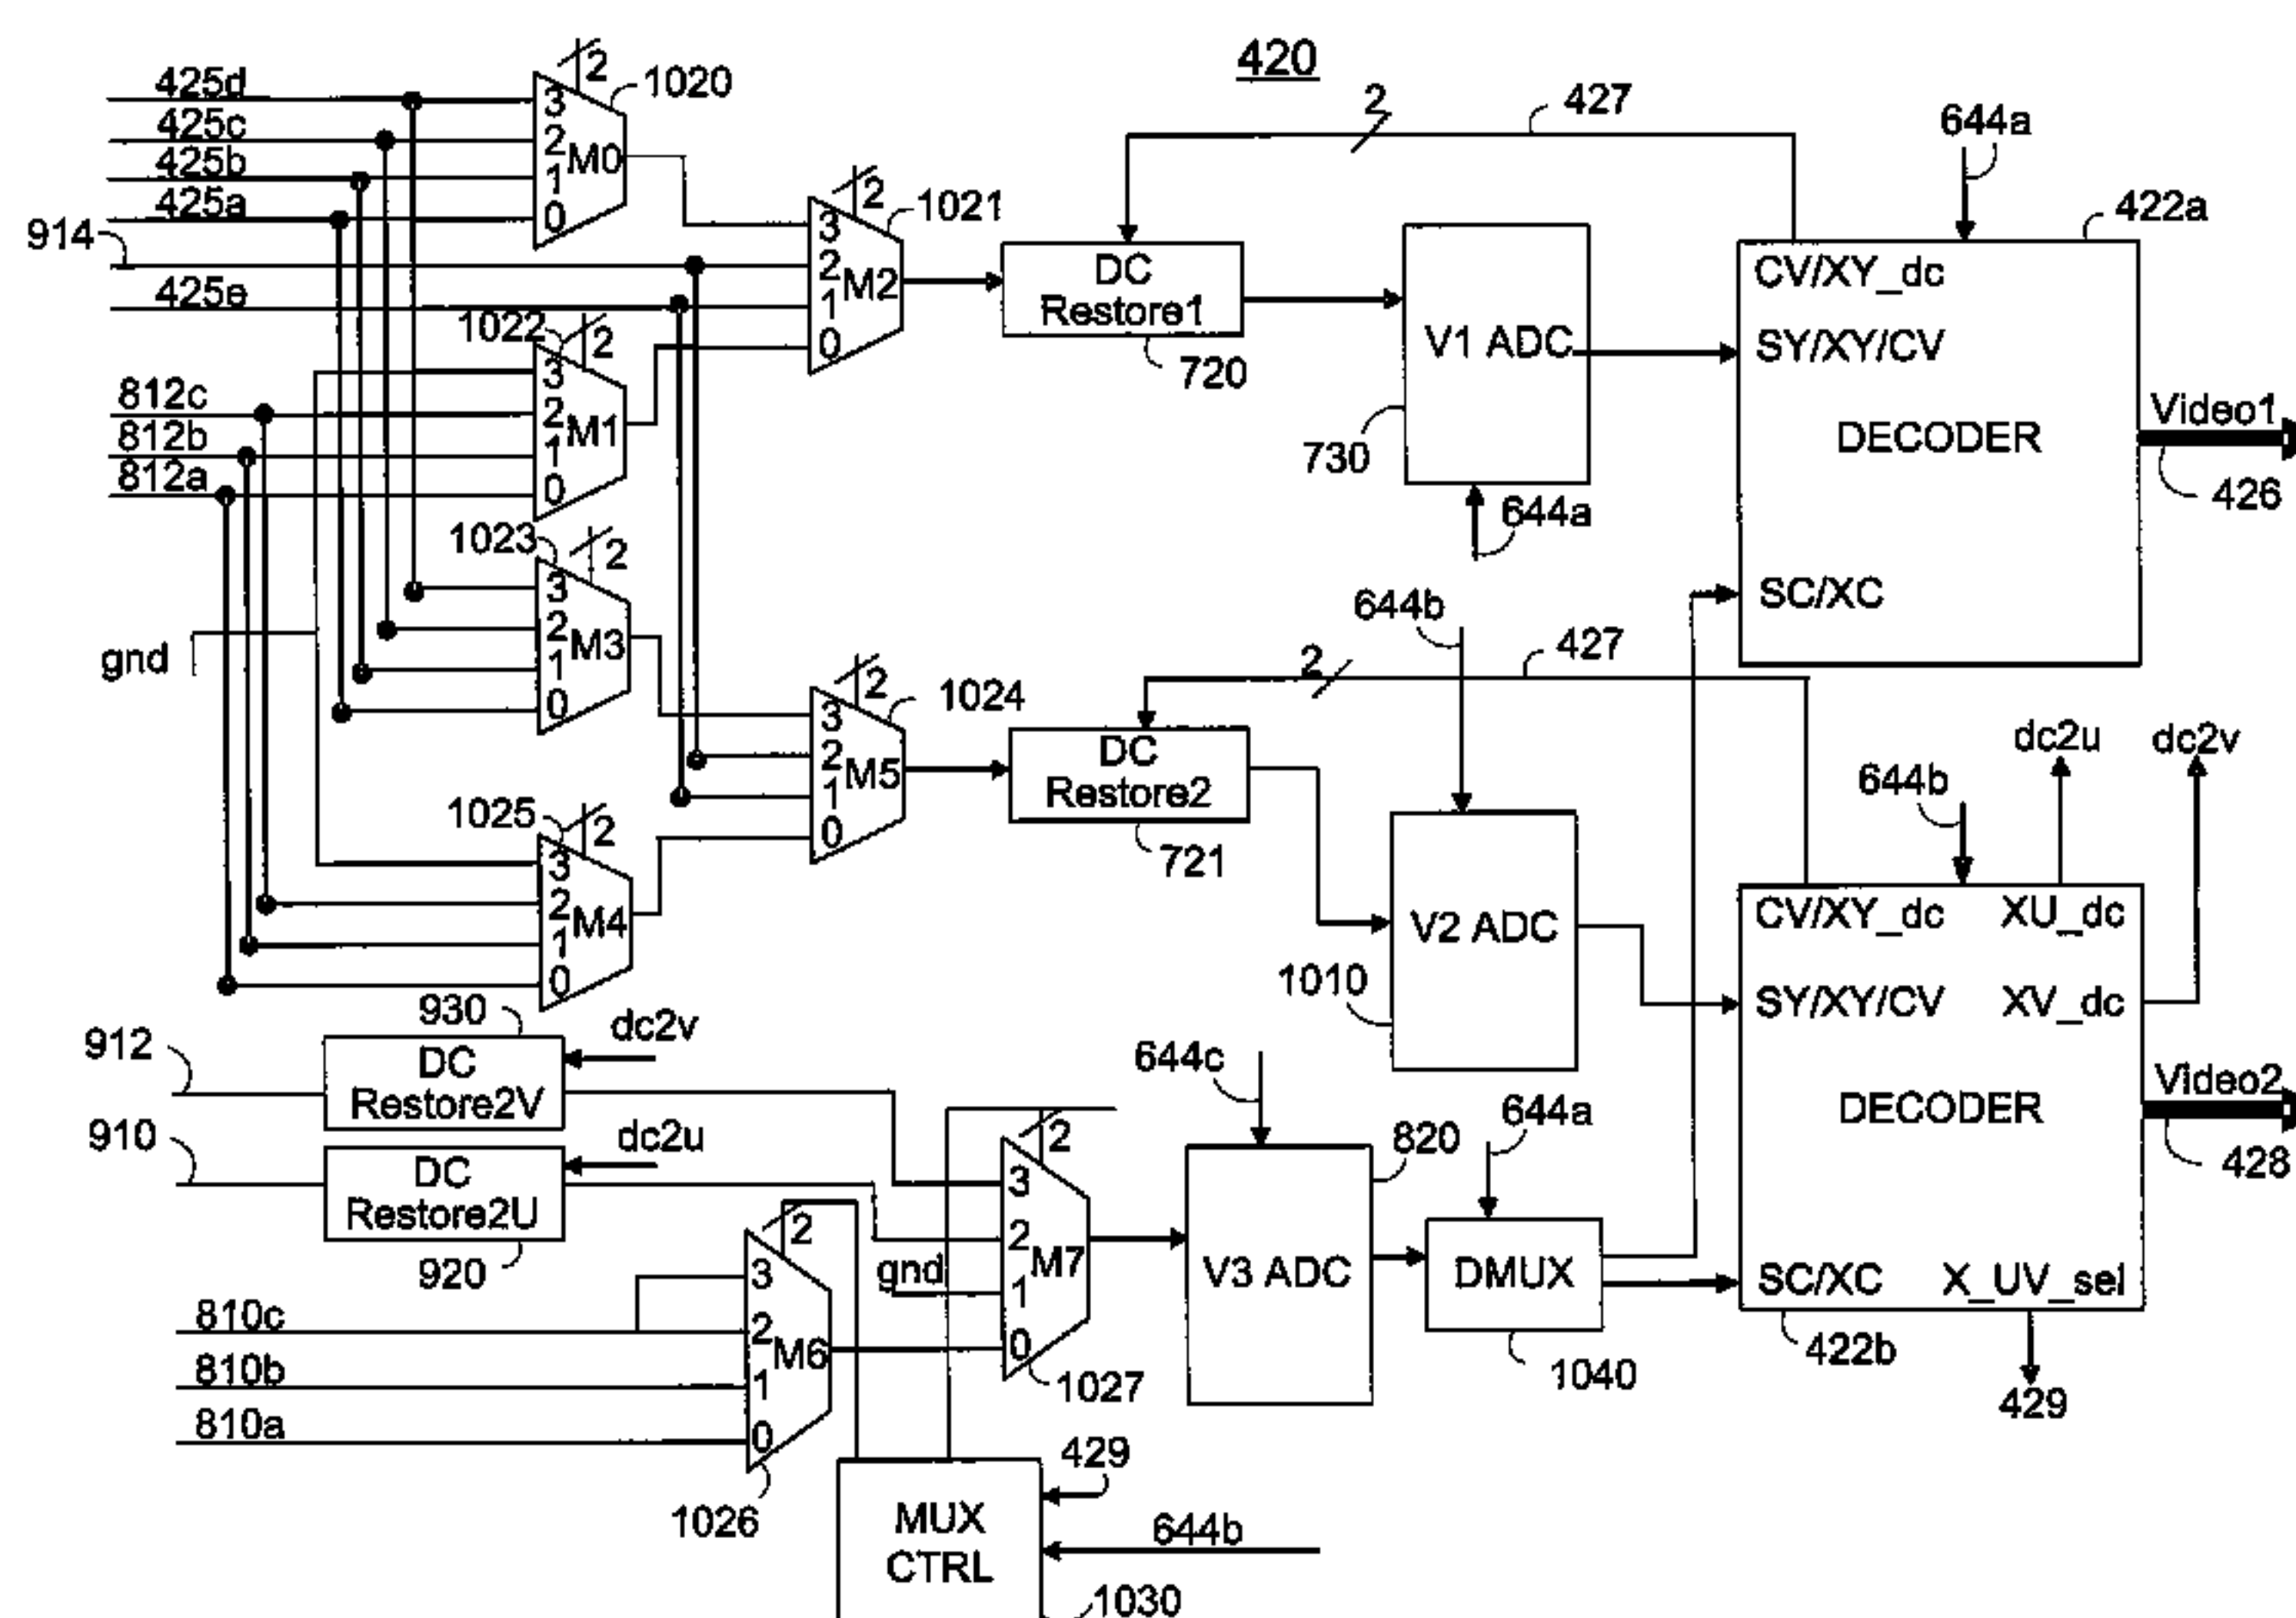 420
425d
425c
425b
425a
914
425e
2
1020
3
2
1
0
M0
2
1021
3
2
1
0
M2
DC
Restore1
720
2
427
V1 ADC
730
644a
644a
422a
CV/XY_dc
SY/XY/CV
DECODER
SC/XC
Video1
426
812c
812b
812a
gnd
1022
2
3
2
1
0
M1
1023
2
3
2
1
0
M3
1025
2
3
2
1
0
M4
2
1024
3
2
1
0
M5
DC
Restore2
721
2
427
644b
V2 ADC
1010
644b
dc2u
dc2v
CV/XY_dc
XU_dc
SY/XY/CV
XV_dc
DECODER
SC/XC
X_UV_sel
422b
429
Video2
428
912
930
DC
Restore2V
dc2v
910
DC
Restore2U
dc2u
920
810c
810b
810a
2
3
2
1
0
M6
1026
gnd
2
3
2
1
0
M7
1027
644c
V3 ADC
820
644a
DMUX
1040
MUX
CTRL
429
644b
1030